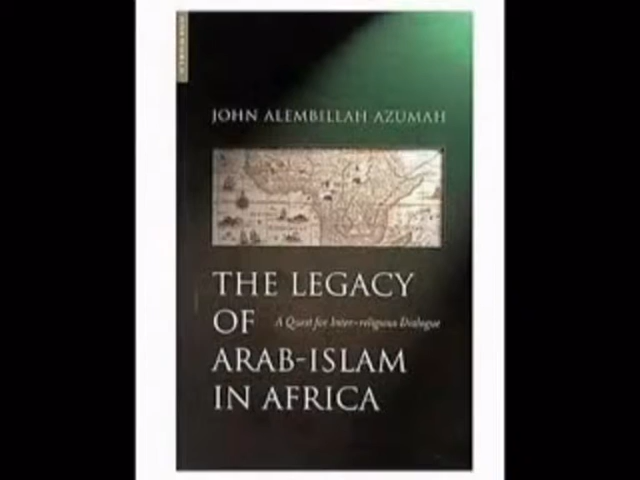 JOHN ALEMBILLAH AZUMAH
THE LEGACY
OF A Quest for Inter-religious Dialogue
ARAB-ISLAM
IN AFRICA